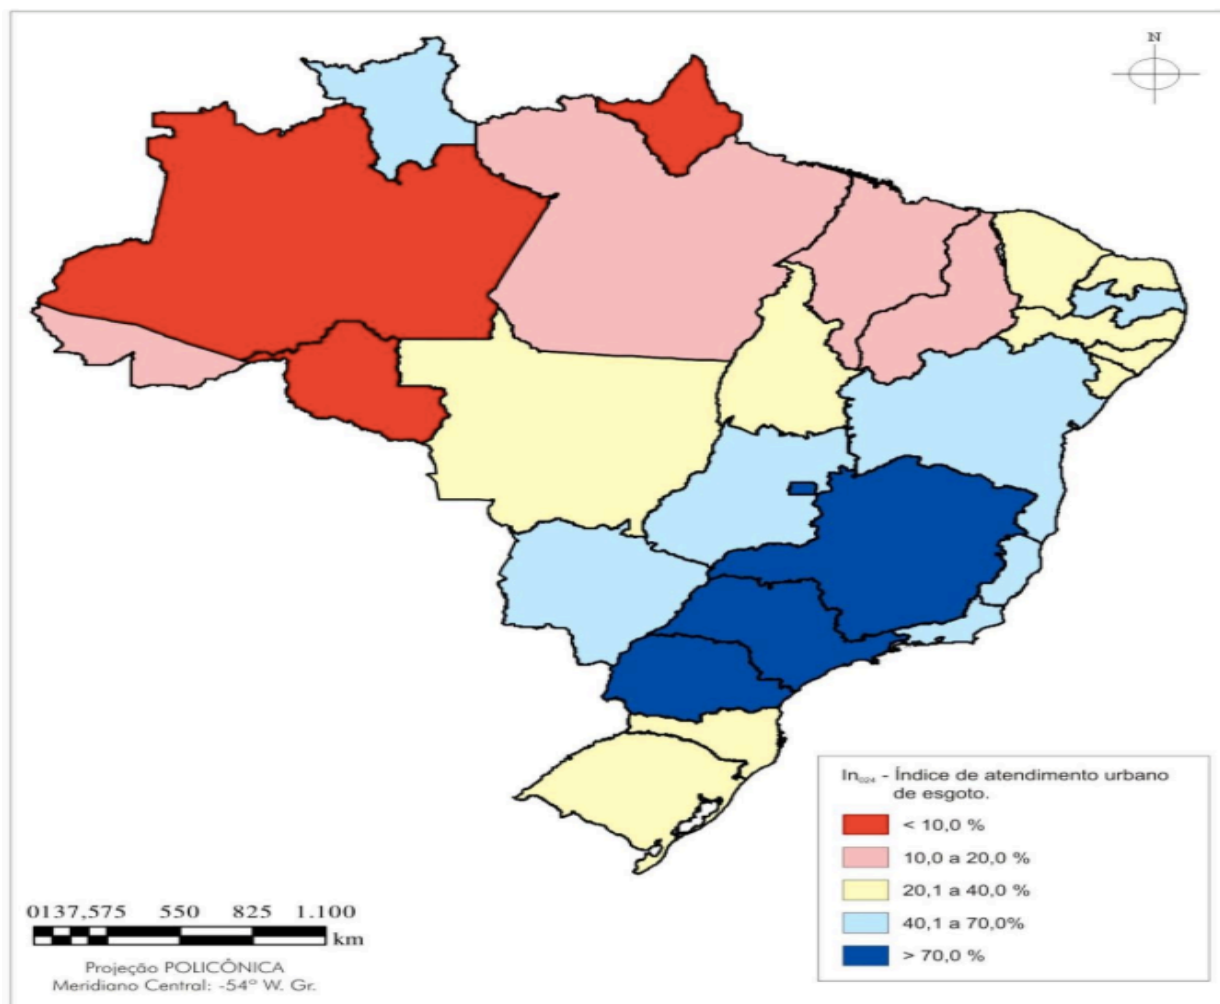 N
In024 - Índice de atendimento urbano
de esgoto.
< 10,0 %
10,0 a 20,0 %
20,1 a 40,0 %
40,1 a 70,0%
> 70,0 %
0137,575 550 825 1.100
km
Projeção POLICÔNICA
Meridiano Central: -54º W. Gr.